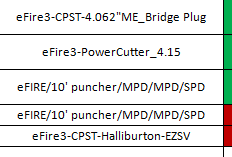 eFire3-CPST-4.062"ME_Bridge Plug
eFire3-PowerCutter_4.15
eFIRE/10' puncher/MPD/MPD/SPD
eFIRE/10' puncher/MPD/MPD/SPD
eFire3-CPST-Halliburton-EZSV